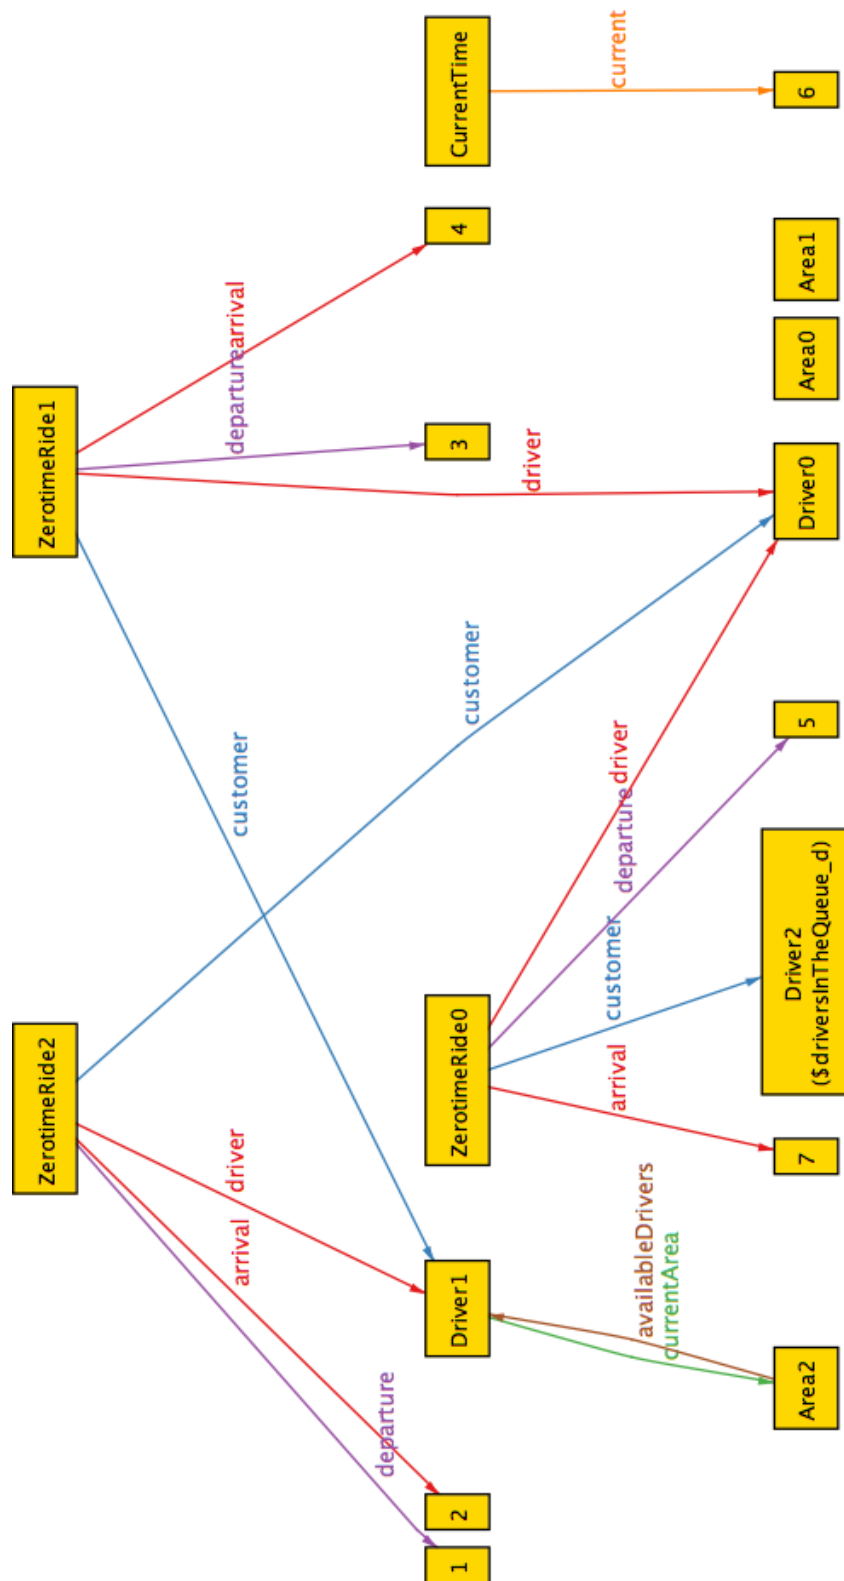 ZerotimeRide2
ZerotimeRide1
customer
departure
arrival
arrival
driver
customer
departure
driver
1
2
Driver1
ZerotimeRide0
3
4
CurrentTime
availableDrivers
currentArea
arrival
customer
departure
driver
current
Area2
7
Driver2
($driversInTheQueue_d)
5
Driver0
Area0
Area1
6